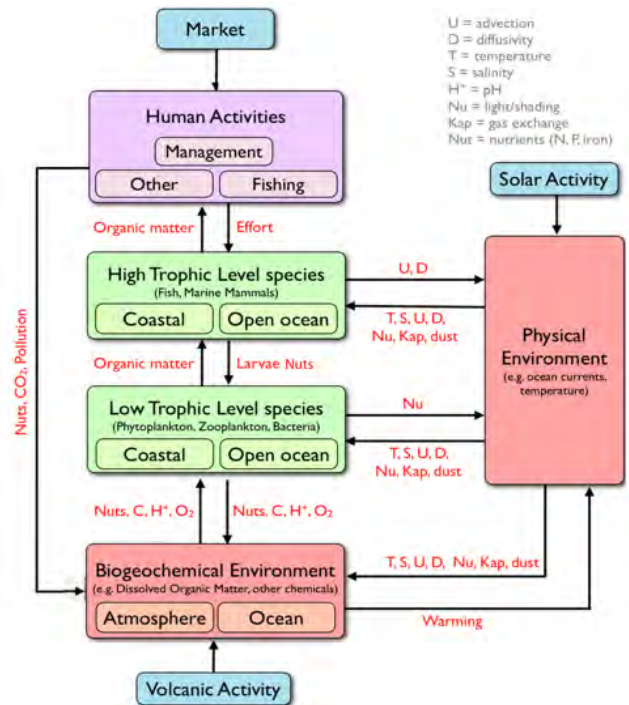 Market
U = advection
D = diffusivity
T = temperature
S = salinity
H⁺ = pH
Nu = light/shading
Kap = gas exchange
Nut = nutrients (N, P, iron)
Human Activities
Management
Other
Fishing
Solar Activity
Organic matter
Effort
High Trophic Level species
(Fish, Marine Mammals)
Coastal
Open ocean
U, D
T, S, U, D,
Nu, Kap, dust
Physical
Environment
(e.g. ocean currents,
temperature)
Nuts, CO₂, Pollution
Organic matter
Larvae Nuts
Low Trophic Level species
(Phytoplankton, Zooplankton, Bacteria)
Coastal
Open ocean
Nu
T, S, U, D,
Nu, Kap, dust
Nuts, C, H⁺, O₂
Nuts, C, H⁺, O₂
Biogeochemical Environment
(e.g. Dissolved Organic Matter, other chemicals)
Atmosphere
Ocean
T, S, U, D, Nu, Kap, dust
Warming
Volcanic Activity